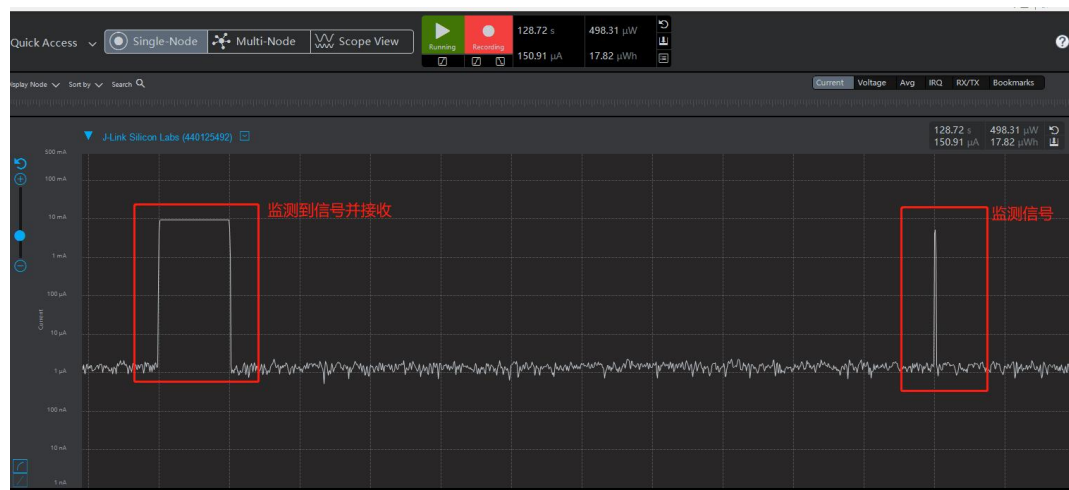 Quick Access Single-Node Multi-Node Scope View
Running Recording
128.72 s 498.31 µW
150.91 µA 17.82 µWh
isplay Node Sort by Search
Current Voltage Avg IRQ RX/TX Bookmarks
J-Link Silicon Labs (440125492)
128.72 s 498.31 µW
150.91 µA 17.82 µWh
500 mA
100 mA
10 mA
1 mA
100 µA
10 µA
1 µA
100 nA
10 nA
1 nA
Current
监测到信号并接收
监测信号